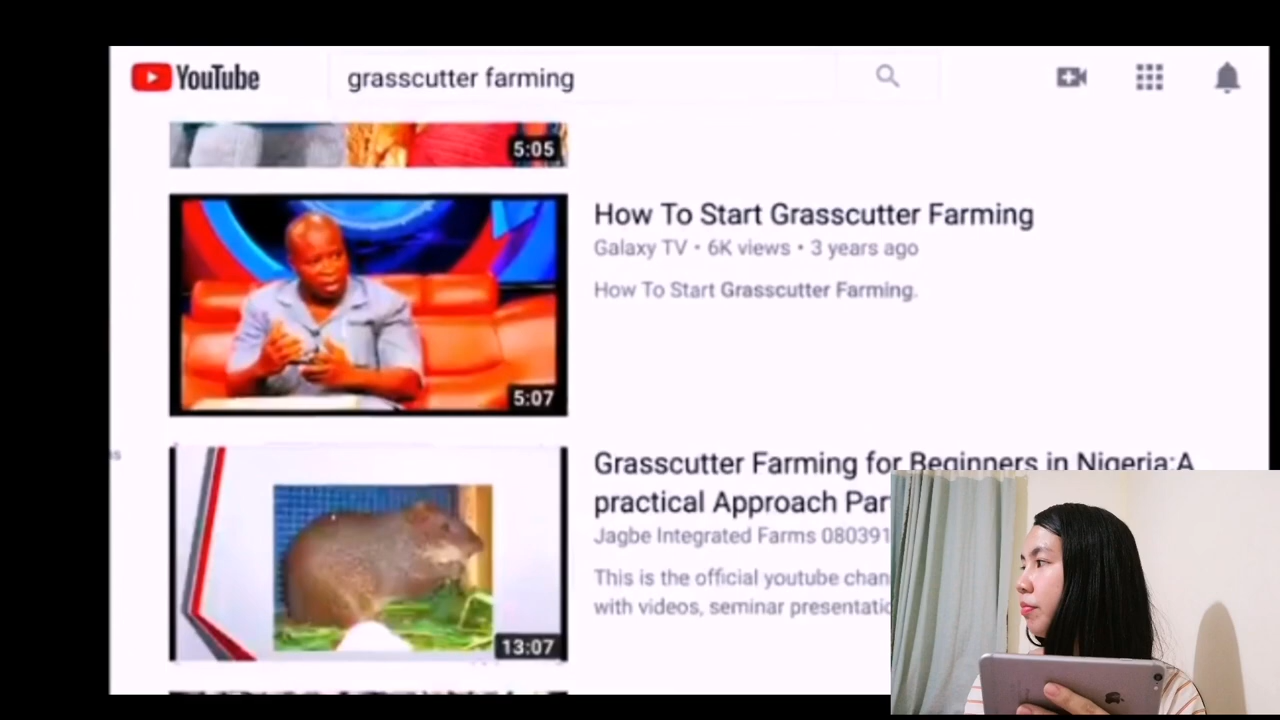 YouTube
grasscutter farming
5:05
How To Start Grasscutter Farming
Galaxy TV • 6K views • 3 years ago
How To Start Grasscutter Farming.
5:07
Grasscutter Farming for Beginners in Nigeria:A
practical Approach
Jagbe Integrated Farms 080391
This is the official youtube
with videos, seminar
13:07